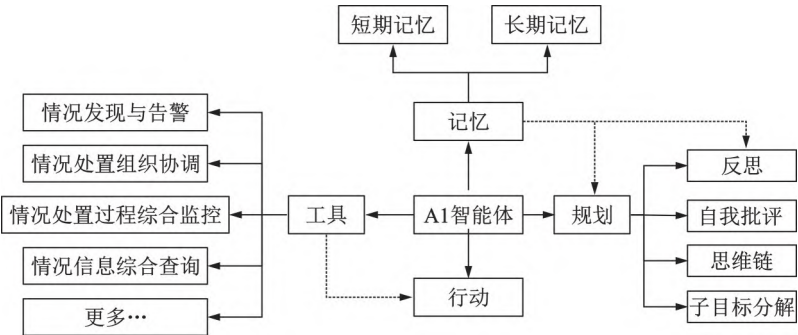 短期记忆
长期记忆
情况发现与告警
记忆
情况处置组织协调
反思
情况处置过程综合监控
工具
A1智能体
规划
自我批评
情况信息综合查询
思维链
行动
更多…
子目标分解